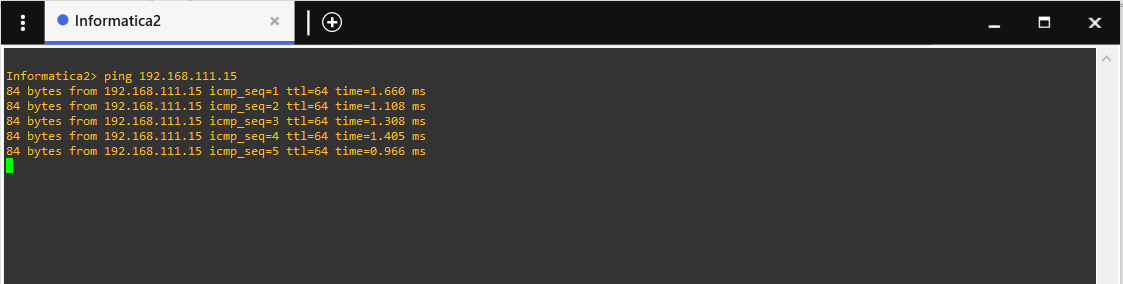 Informatica2
Informatica2> ping 192.168.111.15
84 bytes from 192.168.111.15 icmp_seq=1 ttl=64 time=1.660 ms
84 bytes from 192.168.111.15 icmp_seq=2 ttl=64 time=1.108 ms
84 bytes from 192.168.111.15 icmp_seq=3 ttl=64 time=1.308 ms
84 bytes from 192.168.111.15 icmp_seq=4 ttl=64 time=1.405 ms
84 bytes from 192.168.111.15 icmp_seq=5 ttl=64 time=0.966 ms